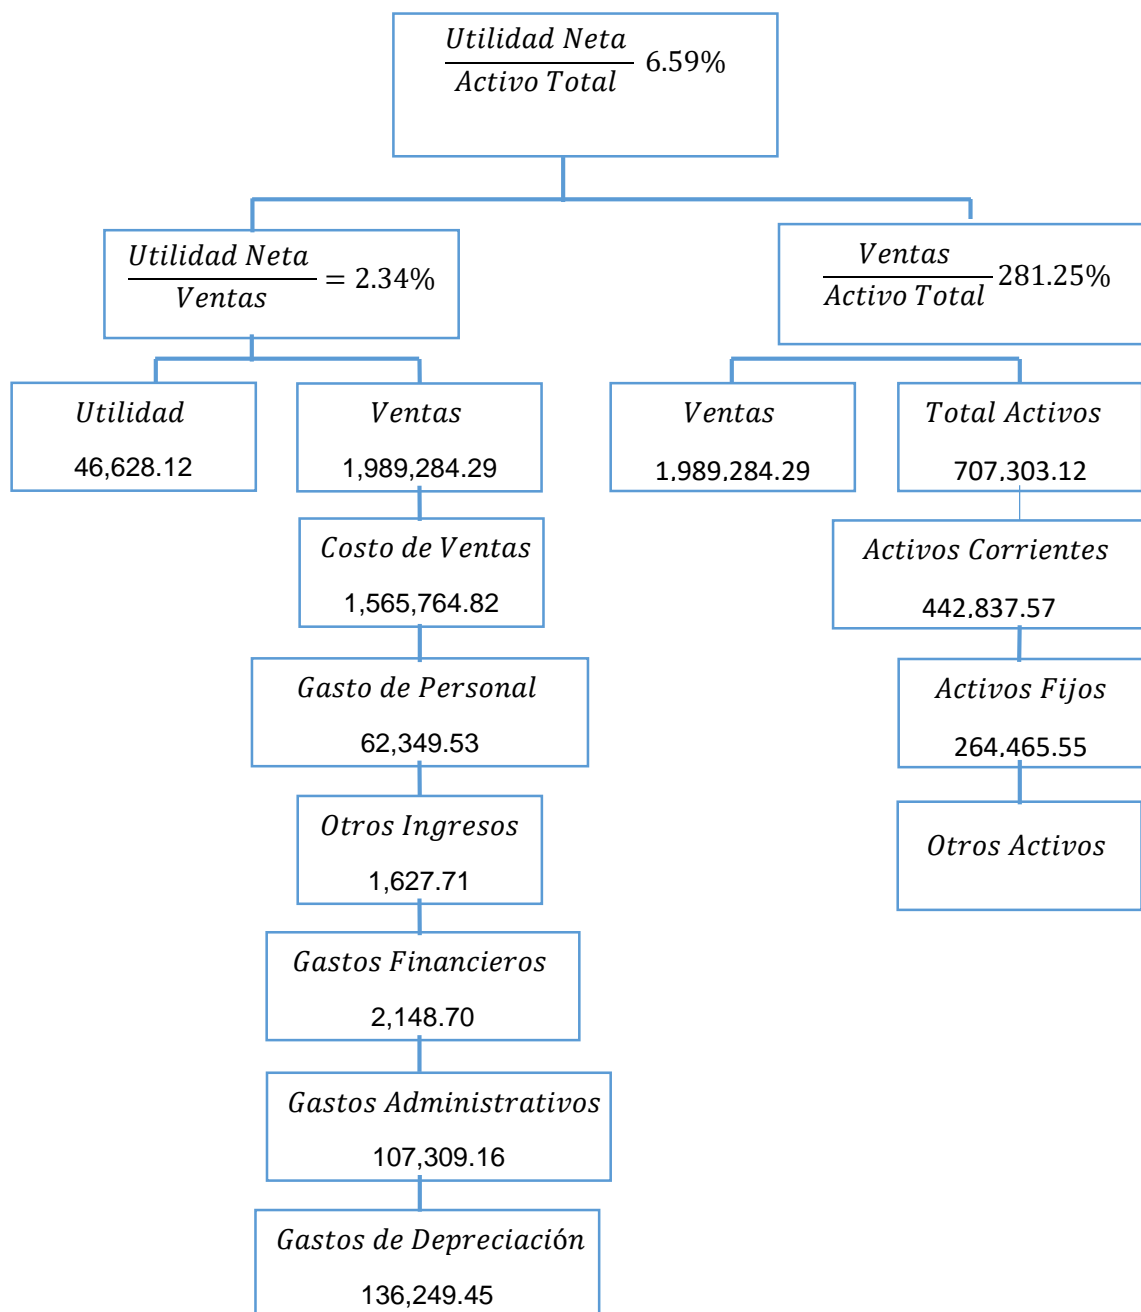 Utilidad Neta
Activo Total
6.59%
Utilidad Neta
Ventas
= 2.34%
Ventas
Activo Total
281.25%
Utilidad
46,628.12
Ventas
1,989,284.29
Ventas
1,989,284.29
Total Activos
707,303.12
Costo de Ventas
1,565,764.82
Activos Corrientes
442,837.57
Gasto de Personal
62,349.53
Activos Fijos
264,465.55
Otros Ingresos
1,627.71
Otros Activos
Gastos Financieros
2,148.70
Gastos Administrativos
107,309.16
Gastos de Depreciación
136,249.45